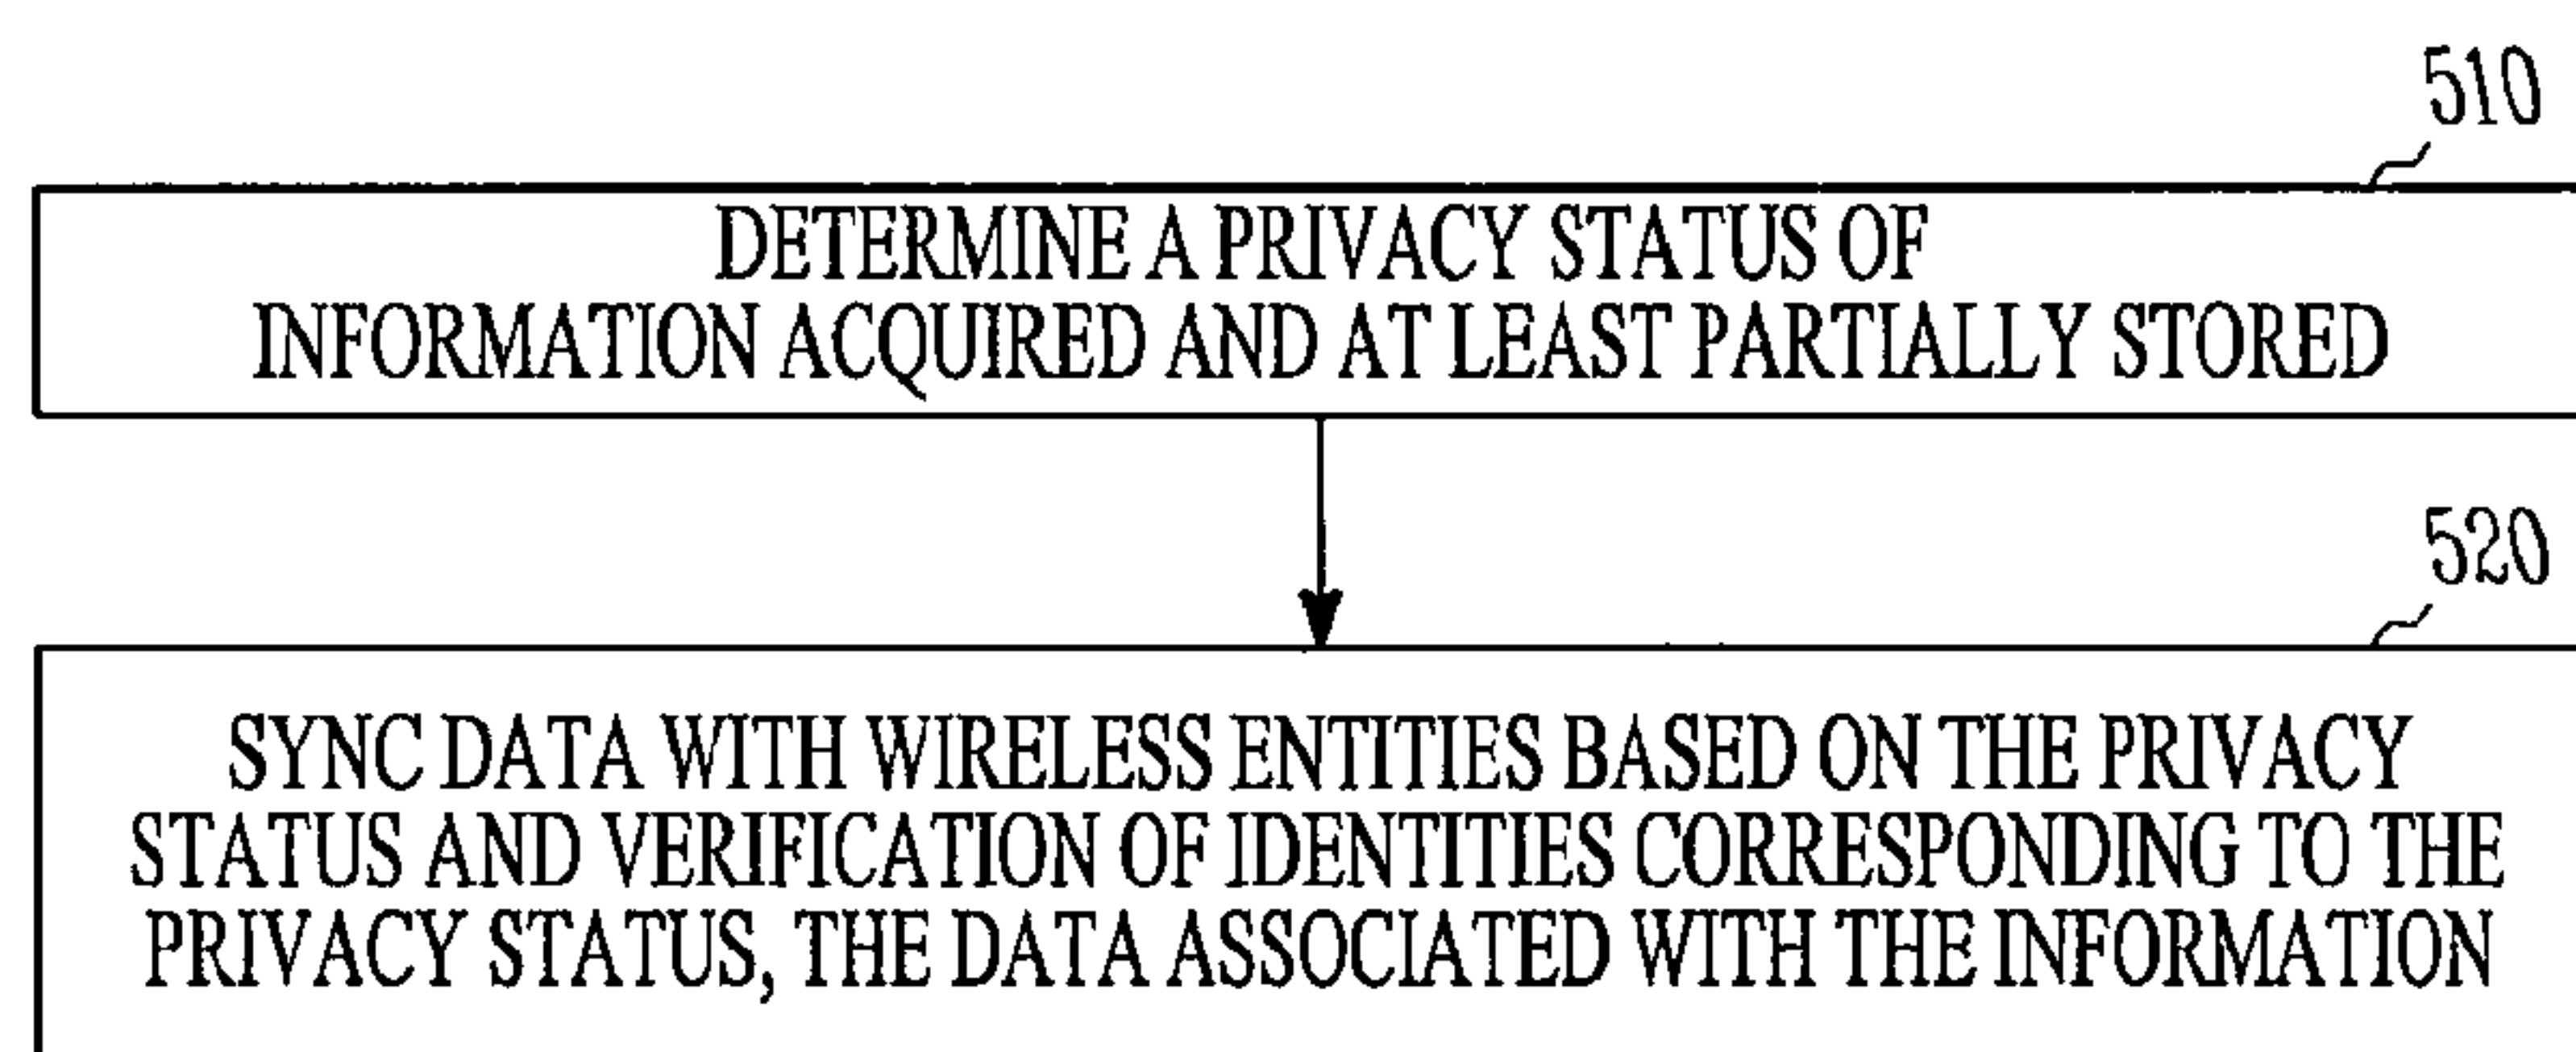 510
DETERMINE A PRIVACY STATUS OF
INFORMATION ACQUIRED AND AT LEAST PARTIALLY STORED
520
SYNC DATA WITH WIRELESS ENTITIES BASED ON THE PRIVACY
STATUS AND VERIFICATION OF IDENTITIES CORRESPONDING TO THE
PRIVACY STATUS, THE DATA ASSOCIATED WITH THE INFORMATION